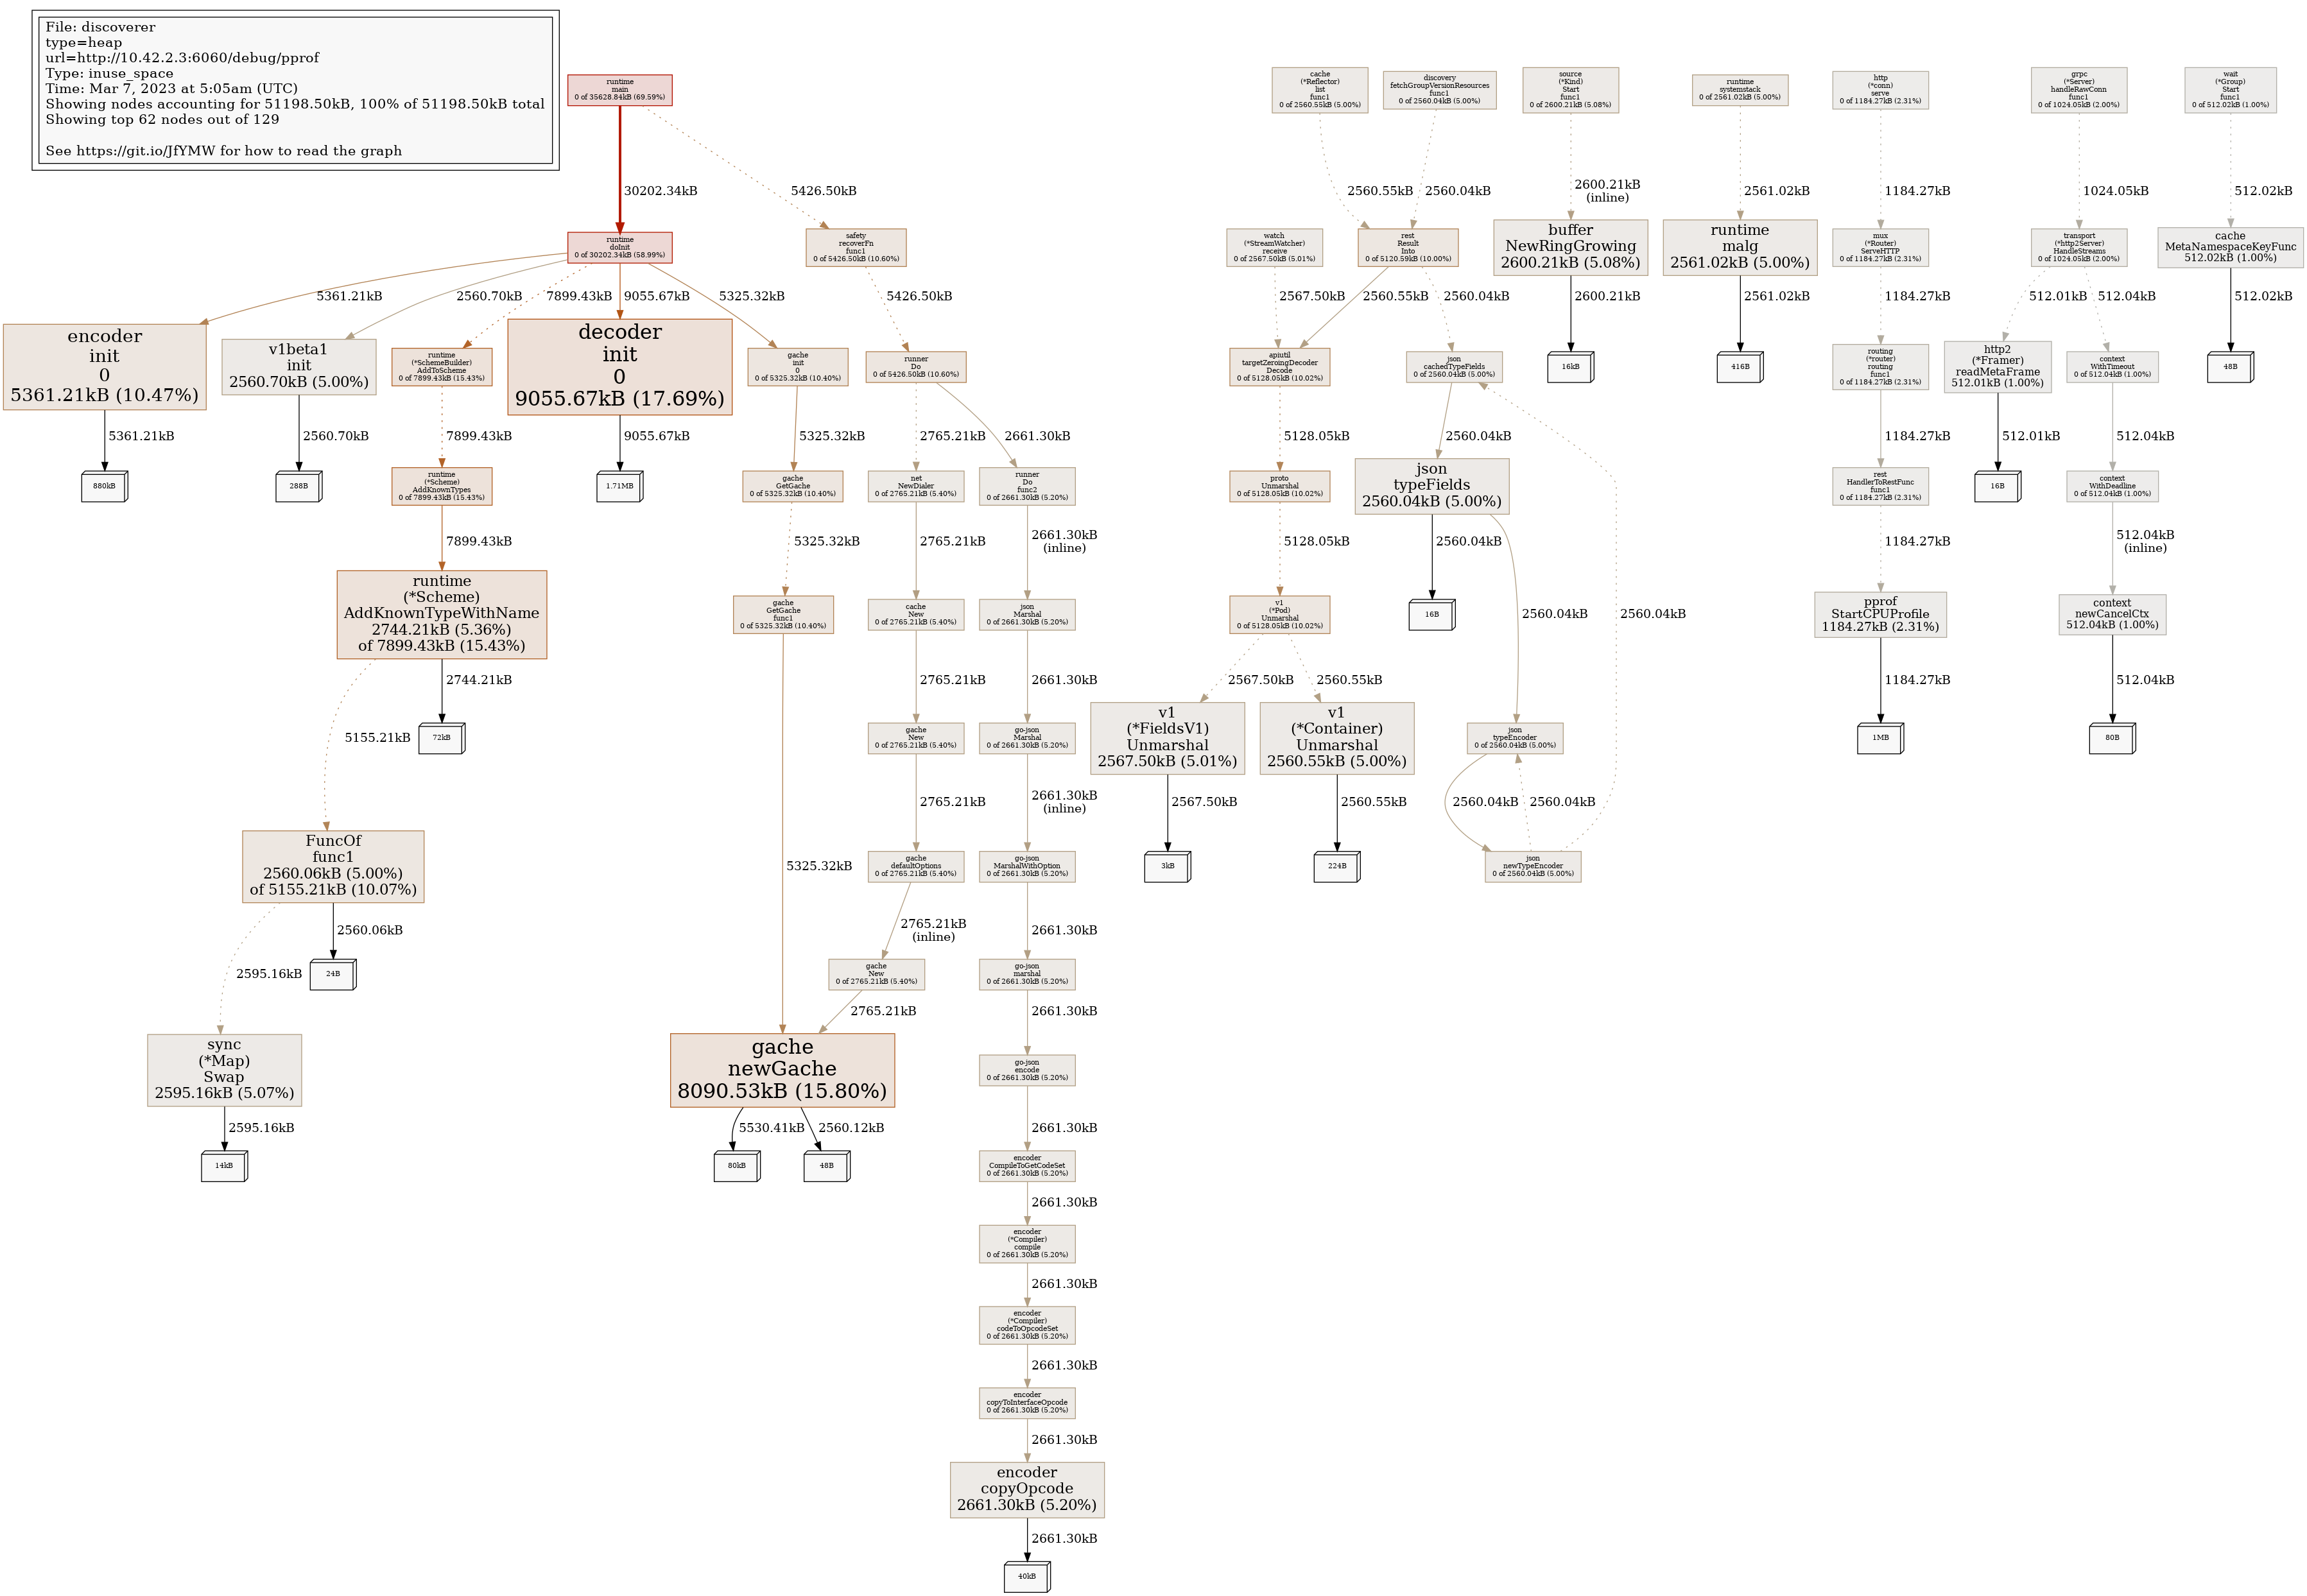 File: discoverer
type=heap
url=http://10.42.2.3:6060/debug/pprof
Type: inuse_space
Time: Mar 7, 2023 at 5:05am (UTC)
Showing nodes accounting for 51198.50kB, 100% of 51198.50kB total
Showing top 62 nodes out of 129
See https://git.io/JfYMW for how to read the graph
runtime
main
0 of 35628.84kB (69.59%)
cache
(*Reflector)
list
func1
0 of 2560.55kB (5.00%)
discovery
fetchGroupVersionResources
func1
0 of 2560.04kB (5.00%)
source
(*Kind)
Start
func1
0 of 2600.21kB (5.08%)
runtime
systemstack
0 of 2561.02kB (5.00%)
http
(*conn)
serve
0 of 1184.27kB (2.31%)
grpc
(*Server)
handleRawConn
func1
0 of 1024.05kB (2.00%)
wait
(*Group)
Start
func1
0 of 512.02kB (1.00%)
30202.34kB
5426.50kB
2560.55kB
2560.04kB
2600.21kB
(inline)
2561.02kB
1184.27kB
1024.05kB
512.02kB
runtime
doInit
0 of 30202.34kB (58.99%)
safety
recoverFn
func1
0 of 5426.50kB (10.60%)
watch
(*StreamWatcher)
receive
0 of 2567.50kB (5.01%)
rest
Result
Into
0 of 5120.59kB (10.00%)
buffer
NewRingGrowing
2600.21kB (5.08%)
runtime
malg
2561.02kB (5.00%)
mux
(*Router)
ServeHTTP
0 of 1184.27kB (2.31%)
transport
(*http2Server)
HandleStreams
0 of 1024.05kB (2.00%)
cache
MetaNamespaceKeyFunc
512.02kB (1.00%)
5361.21kB
2560.70kB
7899.43kB
9055.67kB
5325.32kB
5426.50kB
2567.50kB
2560.55kB
2560.04kB
2600.21kB
2561.02kB
1184.27kB
512.01kB
512.04kB
512.02kB
encoder
init
0
5361.21kB (10.47%)
v1beta1
init
2560.70kB (5.00%)
runtime
(*SchemeBuilder)
AddToScheme
0 of 7899.43kB (15.43%)
decoder
init
0
9055.67kB (17.69%)
gache
init
0
0 of 5325.32kB (10.40%)
runner
Do
0 of 5426.50kB (10.60%)
apiutil
targetZeroingDecoder
Decode
0 of 5128.05kB (10.02%)
json
cachedTypeFields
0 of 2560.04kB (5.00%)
16kB
416B
routing
(*router)
routing
func1
0 of 1184.27kB (2.31%)
http2
(*Framer)
readMetaFrame
512.01kB (1.00%)
context
WithTimeout
0 of 512.04kB (1.00%)
48B
5361.21kB
2560.70kB
7899.43kB
9055.67kB
5325.32kB
2765.21kB
2661.30kB
5128.05kB
2560.04kB
1184.27kB
512.01kB
512.04kB
880kB
288B
runtime
(*Scheme)
AddKnownTypes
0 of 7899.43kB (15.43%)
1.71MB
gache
GetGache
0 of 5325.32kB (10.40%)
net
NewDialer
0 of 2765.21kB (5.40%)
runner
Do
func2
0 of 2661.30kB (5.20%)
proto
Unmarshal
0 of 5128.05kB (10.02%)
json
typeFields
2560.04kB (5.00%)
rest
HandlerToRestFunc
func1
0 of 1184.27kB (2.31%)
16B
context
WithDeadline
0 of 512.04kB (1.00%)
7899.43kB
5325.32kB
2765.21kB
2661.30kB
(inline)
5128.05kB
2560.04kB
1184.27kB
512.04kB
(inline)
runtime
(*Scheme)
AddKnownTypeWithName
2744.21kB (5.36%)
of 7899.43kB (15.43%)
gache
GetGache
func1
0 of 5325.32kB (10.40%)
cache
New
0 of 2765.21kB (5.40%)
json
Marshal
0 of 2661.30kB (5.20%)
v1
(*Pod)
Unmarshal
0 of 5128.05kB (10.02%)
16B
2560.04kB
2560.04kB
pprof
StartCPUProfile
1184.27kB (2.31%)
context
newCancelCtx
512.04kB (1.00%)
5155.21kB
2744.21kB
2765.21kB
2661.30kB
2567.50kB
2560.55kB
1184.27kB
512.04kB
72kB
gache
New
0 of 2765.21kB (5.40%)
go-json
Marshal
0 of 2661.30kB (5.20%)
v1
(*FieldsV1)
Unmarshal
2567.50kB (5.01%)
v1
(*Container)
Unmarshal
2560.55kB (5.00%)
json
typeEncoder
0 of 2560.04kB (5.00%)
1MB
80B
2765.21kB
2661.30kB
(inline)
2567.50kB
2560.55kB
2560.04kB
2560.04kB
FuncOf
func1
2560.06kB (5.00%)
of 5155.21kB (10.07%)
5325.32kB
gache
defaultOptions
0 of 2765.21kB (5.40%)
go-json
MarshalWithOption
0 of 2661.30kB (5.20%)
3kB
224B
json
newTypeEncoder
0 of 2560.04kB (5.00%)
2595.16kB
2560.06kB
2765.21kB
(inline)
2661.30kB
24B
gache
New
0 of 2765.21kB (5.40%)
go-json
marshal
0 of 2661.30kB (5.20%)
2765.21kB
2661.30kB
sync
(*Map)
Swap
2595.16kB (5.07%)
gache
newGache
8090.53kB (15.80%)
go-json
encode
0 of 2661.30kB (5.20%)
2595.16kB
5530.41kB
2560.12kB
2661.30kB
14kB
80kB
48B
encoder
CompileToGetCodeSet
0 of 2661.30kB (5.20%)
2661.30kB
encoder
(*Compiler)
compile
0 of 2661.30kB (5.20%)
2661.30kB
encoder
(*Compiler)
codeToOpcodeSet
0 of 2661.30kB (5.20%)
2661.30kB
encoder
copyToInterfaceOpcode
0 of 2661.30kB (5.20%)
2661.30kB
encoder
copyOpcode
2661.30kB (5.20%)
2661.30kB
40kB